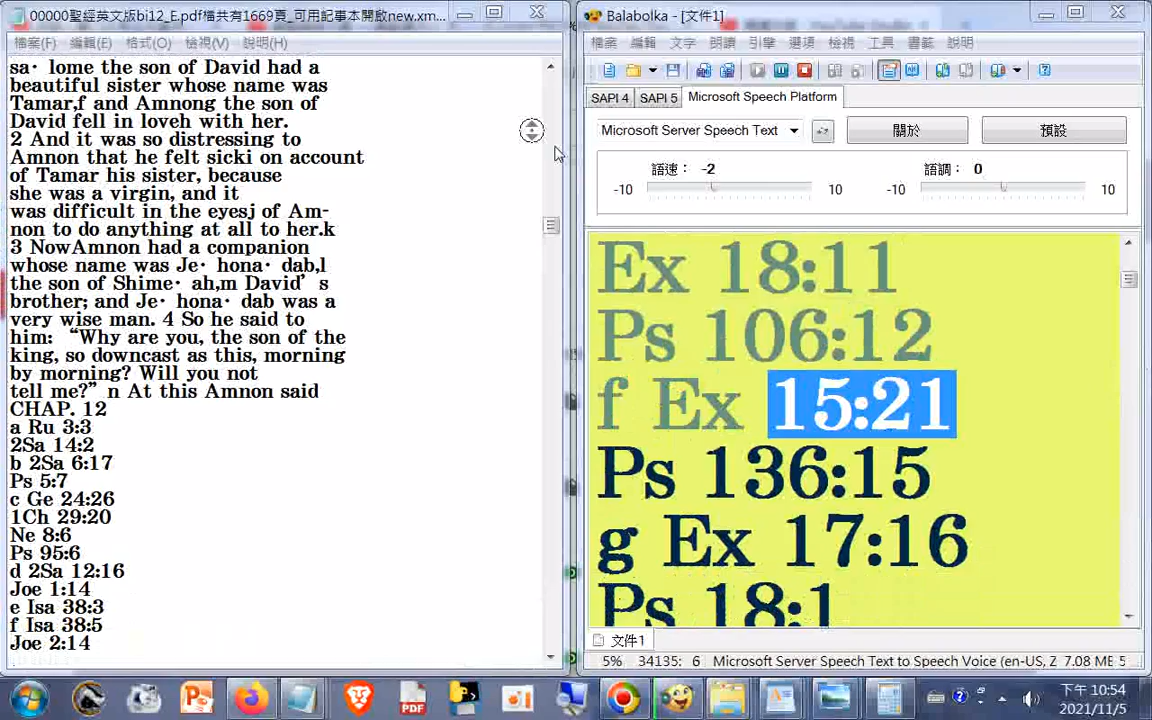 00000聖經英文版bi12_E.pdf檔共有1669頁_可用記事本開啟new.xm...
檔案(F) 編輯(E) 格式(O) 檢視(V) 說明(H)
sa· lome the son of David had a
beautiful sister whose name was
Tamar,f and Amnong the son of
David fell in loveh with her.
2 And it was so distressing to
Amnon that he felt sicki on account
of Tamar his sister, because
she was a virgin, and it
was difficult in the eyesj of Am-
non to do anything at all to her.k
3 NowAmnon had a companion
whose name was Je· hona· dab,l
the son of Shime· ah,m David’ s
brother; and Je· hona· dab was a
very wise man. 4 So he said to
him: “Why are you, the son of the
king, so downcast as this, morning
by morning? Will you not
tell me?” n At this Amnon said
CHAP. 12
a Ru 3:3
2Sa 14:2
b 2Sa 6:17
Ps 5:7
c Ge 24:26
1Ch 29:20
Ne 8:6
Ps 95:6
d 2Sa 12:16
Joe 1:14
e Isa 38:3
f Isa 38:5
Joe 2:14
Balabolka - [文件1]
檔案 編輯 文字 朗讀 引擎 選項 檢視 工具 書籤 說明
SAPI 4 SAPI 5 Microsoft Speech Platform
Microsoft Server Speech Text 關於 預設
語速： -2 語調： 0
-10 10 -10 10
Ex 18:11
Ps 106:12
f Ex 15:21
Ps 136:15
g Ex 17:16
Ps 18:1
文件1
5% 34135: 6 Microsoft Server Speech Text to Speech Voice (en-US, Z 7.08 MB 5
下午 10:54
2021/11/5